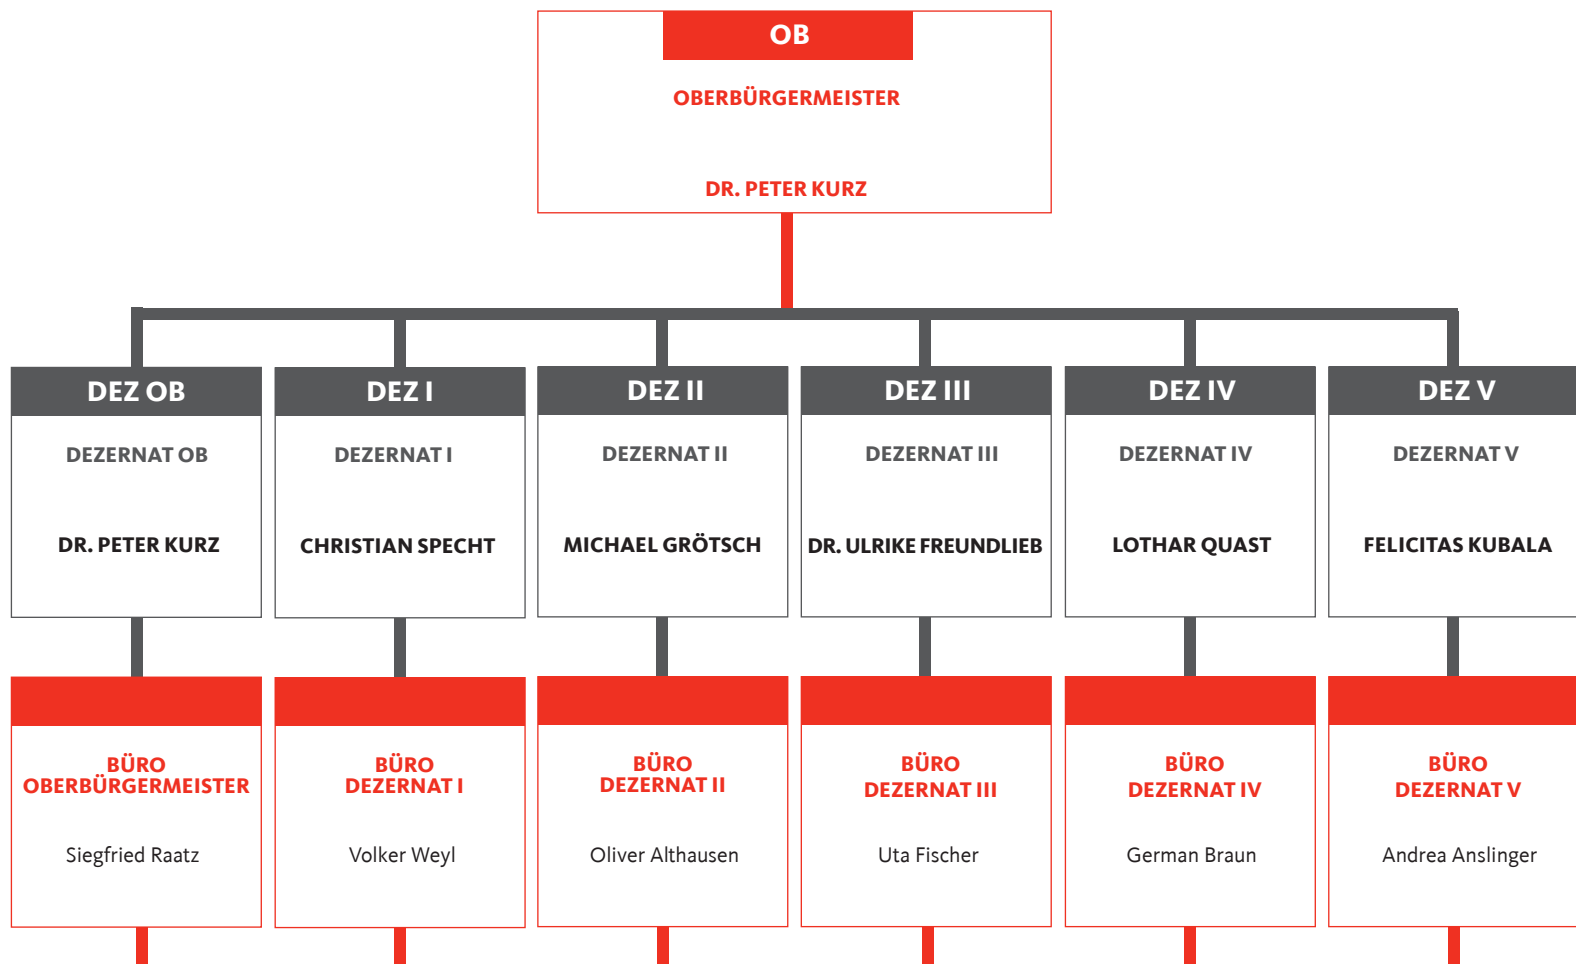 OB
OBERBÜRGERMEISTER
DR. PETER KURZ
DEZ OB
DEZERNAT OB
DR. PETER KURZ
DEZ I
DEZERNAT I
CHRISTIAN SPECHT
DEZ II
DEZERNAT II
MICHAEL GRÖTSCH
DEZ III
DEZERNAT III
DR. ULRIKE FREUNDLIEB
DEZ IV
DEZERNAT IV
LOTHAR QUAST
DEZ V
DEZERNAT V
FELICITAS KUBALA
BÜRO
OBERBÜRGERMEISTER
Siegfried Raatz
BÜRO
DEZERNAT I
Volker Weyl
BÜRO
DEZERNAT II
Oliver Althausen
BÜRO
DEZERNAT III
Uta Fischer
BÜRO
DEZERNAT IV
German Braun
BÜRO
DEZERNAT V
Andrea Anslinger